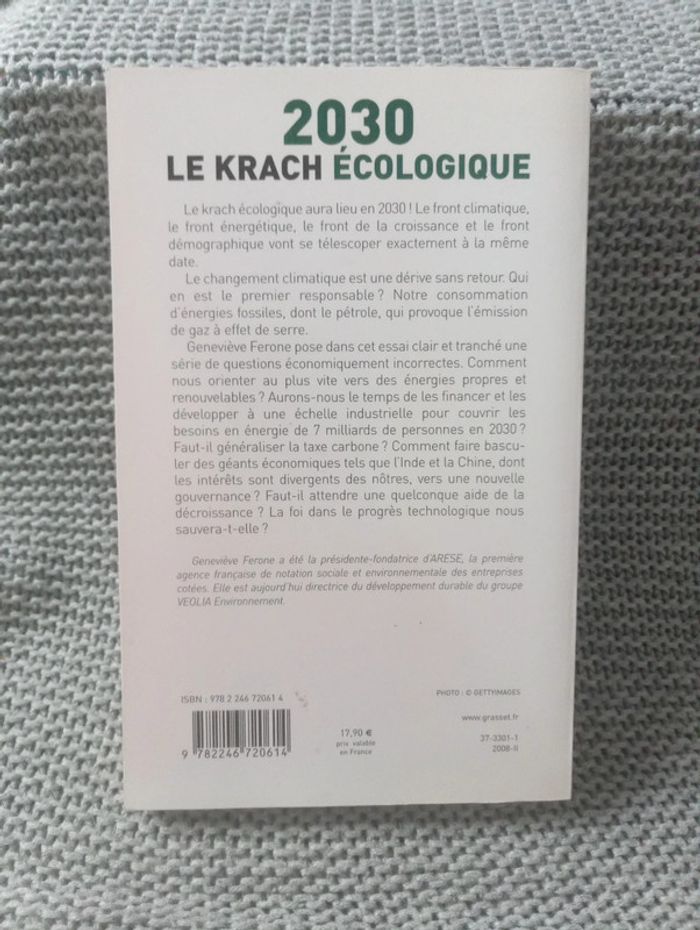 2030
LE KRACH ÉCOLOGIQUE
Le krach écologique aura lieu en 2030 ! Le front climatique,
le front énergétique, le front de la croissance et le front
démographique vont se télescoper exactement à la même
date.
Le changement climatique est une dérive sans retour. Qui
en est le premier responsable ? Notre consommation
d'énergies fossiles, dont le pétrole, qui provoque l'émission
de gaz à effet de serre.
Geneviève Ferone pose dans cet essai clair et tranché une
série de questions économiquement incorrectes. Comment
nous orienter au plus vite vers des énergies propres et
renouvelables ? Aurons-nous le temps de les financer et les
développer à une échelle industrielle pour couvrir les
besoins en énergie de 7 milliards de personnes en 2030 ?
Faut-il généraliser la taxe carbone ? Comment faire bascu-
ler des géants économiques tels que l'Inde et la Chine, dont
les intérêts sont divergents des nôtres, vers une nouvelle
gouvernance ? Faut-il attendre une quelconque aide de la
décroissance ? La foi dans le progrès technologique nous
sauvera-t-elle ?
Geneviève Ferone a été la présidente-fondatrice d'ARESE, la première
agence française de notation sociale et environnementale des entreprises
cotées. Elle est aujourd'hui directrice du développement durable du groupe
VEOLIA Environnement.
ISBN : 978 2 246 72061 4
PHOTO : © GETTYIMAGES
17,90 €
prix valable
en France
9 782246 720614
www.grasset.fr
37-3301-1
2008-II